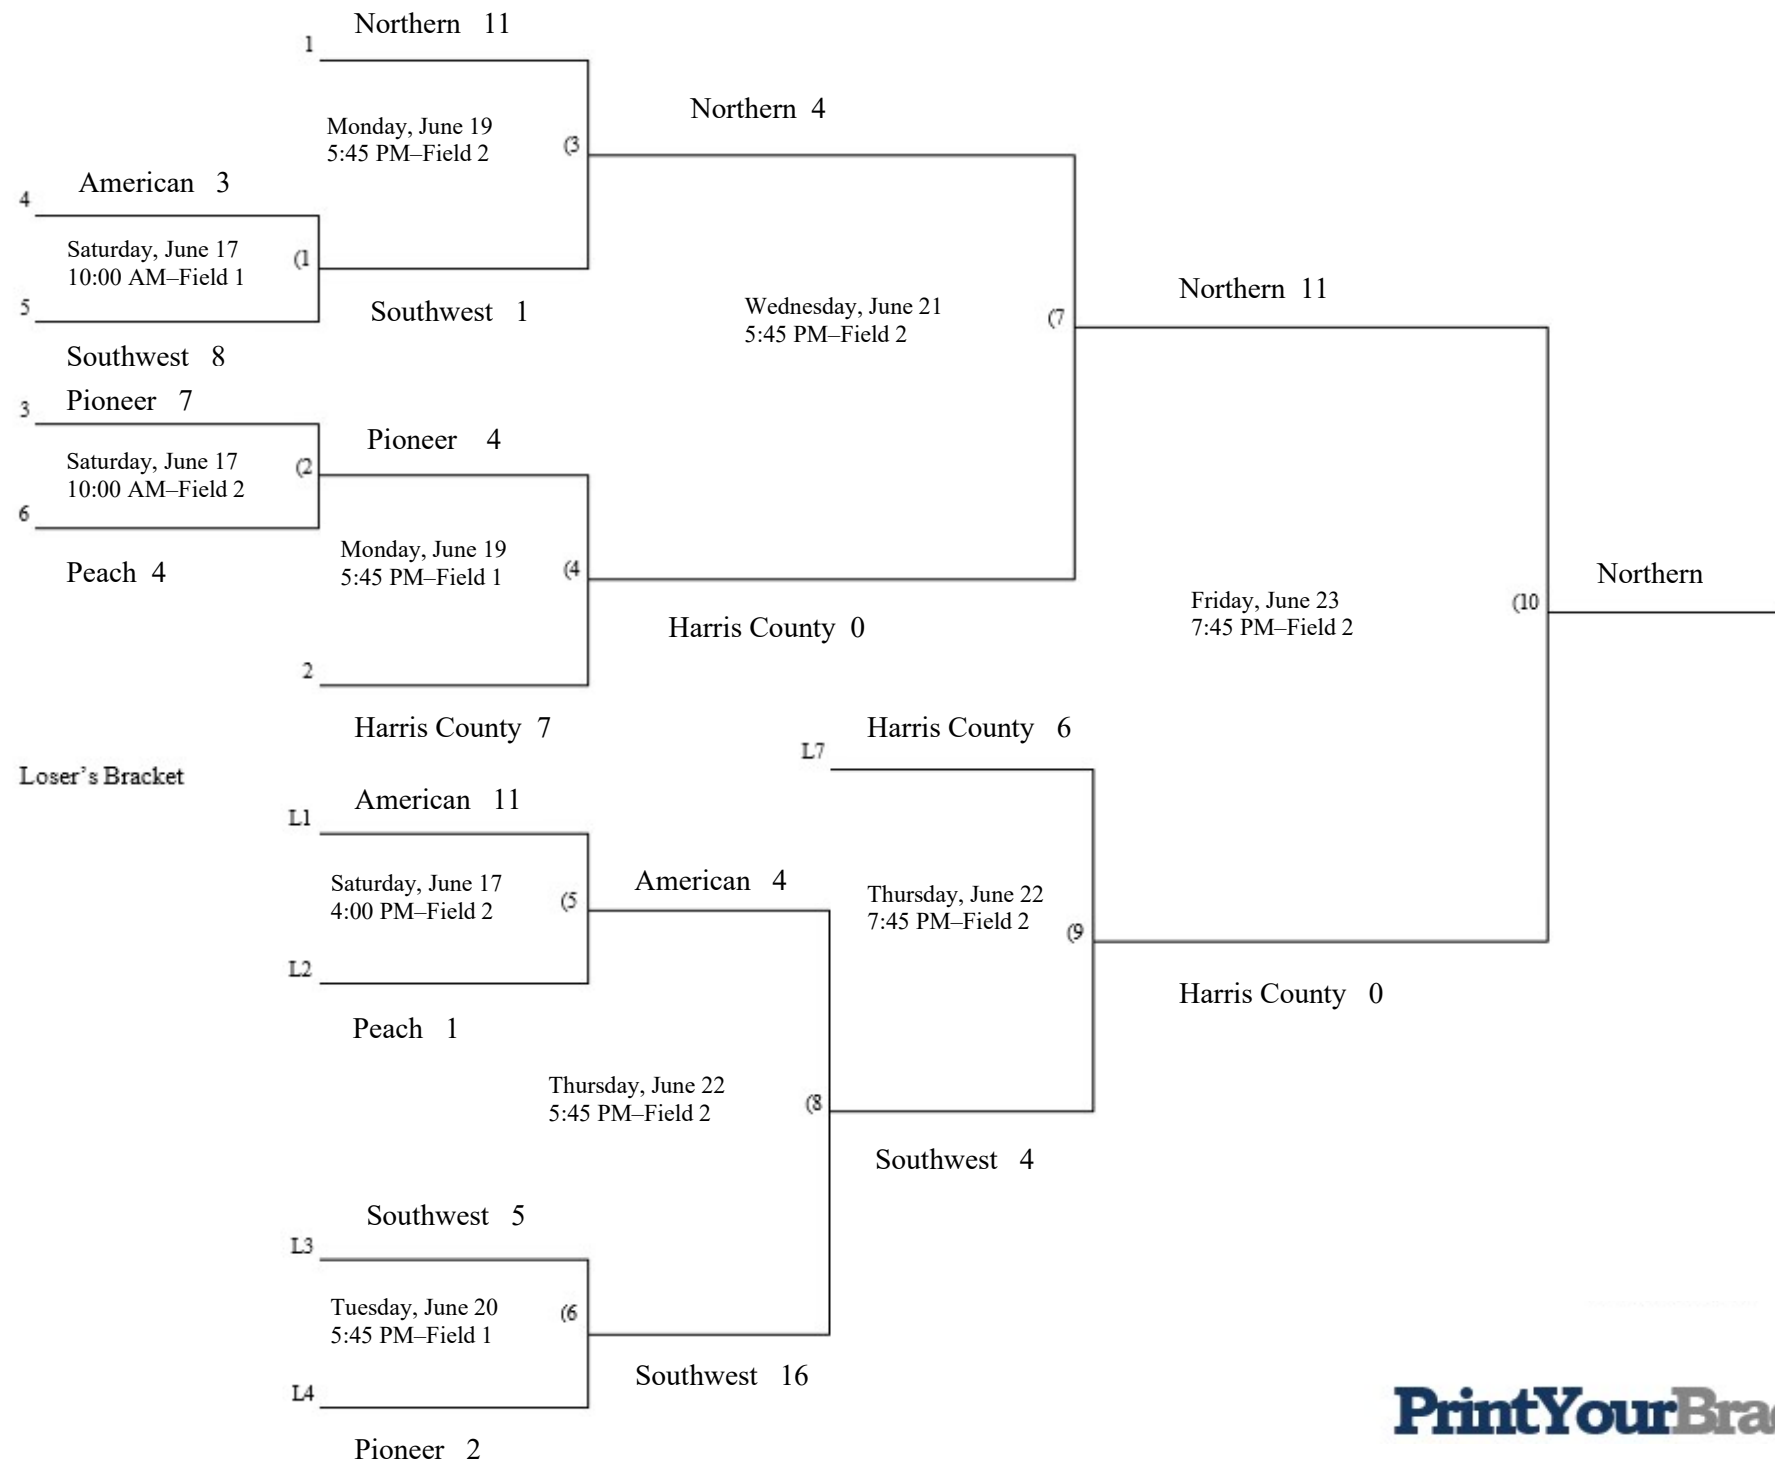 Northern 11
1
Monday, June 19
5:45 PM–Field 2
(3
Northern 4
American 3
4
Saturday, June 17
10:00 AM–Field 1
(1
5
Southwest 1
Southwest 8
Wednesday, June 21
5:45 PM–Field 2
(7
Northern 11
Pioneer 7
3
Saturday, June 17
10:00 AM–Field 2
(2
6
Peach 4
Pioneer 4
Monday, June 19
5:45 PM–Field 1
(4
2
Harris County 0
Harris County 7
Friday, June 23
7:45 PM–Field 2
(10
Northern
Loser's Bracket
Harris County 6
L7
American 11
L1
Saturday, June 17
4:00 PM–Field 2
(5
L2
Peach 1
American 4
Thursday, June 22
7:45 PM–Field 2
(9
Harris County 0
Thursday, June 22
5:45 PM–Field 2
(8
Southwest 4
Southwest 5
L3
Tuesday, June 20
5:45 PM–Field 1
(6
L4
Southwest 16
Pioneer 2
PrintYourBra